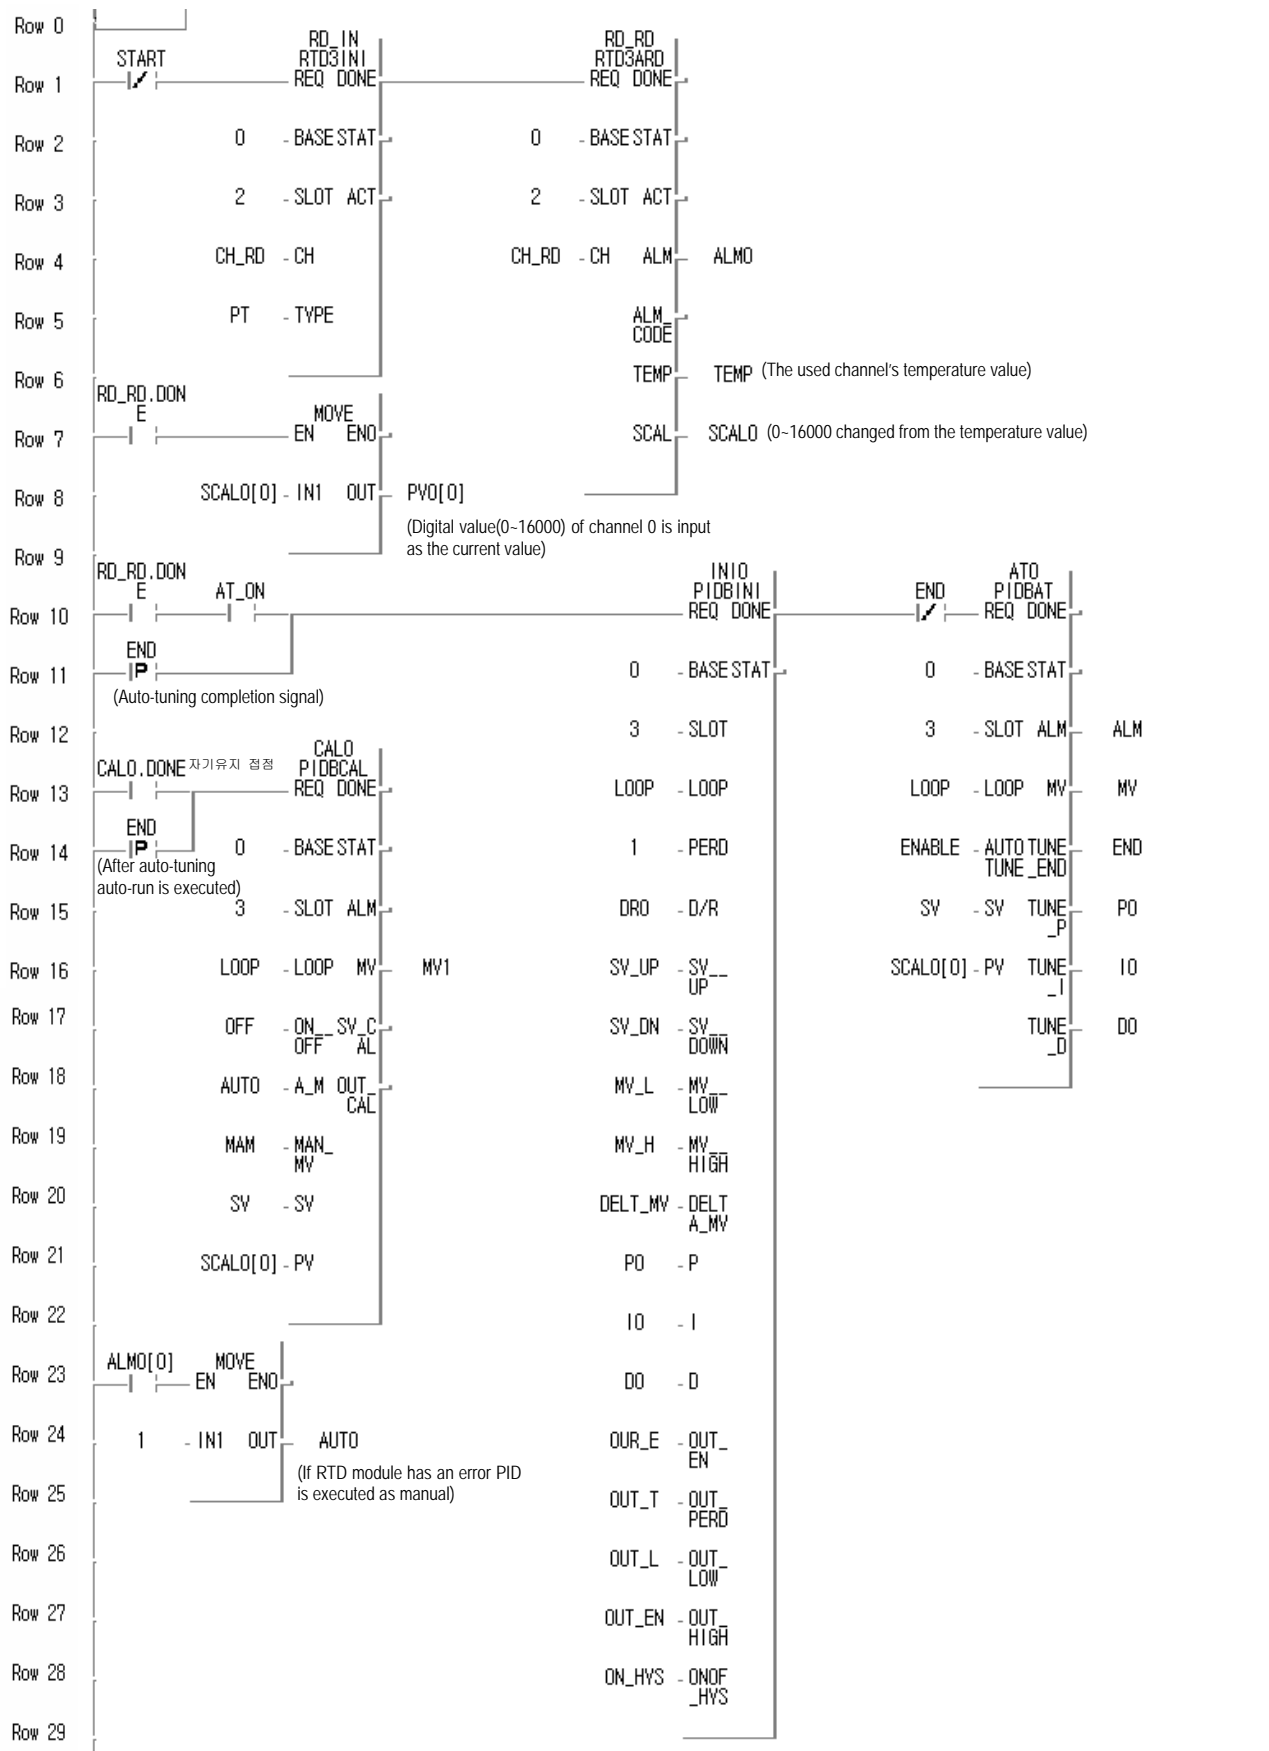 Row 0
RD_IN RD_RD
START RTD3INI RTD3ARD
Row 1 REQ DONE REQ DONE
Row 2 0 BASE STAT 0 BASE STAT
Row 3 2 SLOT ACT 2 SLOT ACT
Row 4 CH_RD CH CH_RD CH ALM ALM0
Row 5 PT TYPE ALM_
CODE
Row 6 TEMP TEMP (The used channel's temperature value)
RD_RD.DON
E MOVE
Row 7 EN ENO SCAL SCAL0 (0~16000 changed from the temperature value)
Row 8 SCAL0[0] IN1 OUT PV0[0]
(Digital value(0~16000) of channel 0 is input
as the current value)
Row 9
RD_RD.DON INI0 AT0
E AT_ON PIDBINI END PIDBAT
Row 10 REQ DONE REQ DONE
END
Row 11 P 0 BASE STAT 0 BASE STAT
(Auto-tuning completion signal)
Row 12 3 SLOT 3 SLOT ALM ALM
CAL0
CAL0.DONE 자기유지 접점 PIDBCAL
Row 13 REQ DONE LOOP LOOP LOOP LOOP MV MV
END
Row 14 P 0 BASE STAT 1 PERD ENABLE AUTO TUNE END
TUNE _END
(After auto-tuning
auto-run is executed)
Row 15 3 SLOT ALM DR0 D/R SV SV TUNE P0
_P
Row 16 LOOP LOOP MV MV1 SV_UP SV__ SCAL0[0] PV TUNE I0
UP _I
Row 17 OFF ON__ SV_C SV_DN SV__ TUNE D0
OFF AL DOWN _D
Row 18 AUTO A_M OUT_ MV_L MV__
CAL LOW
Row 19 MAM MAN_ MV_H MV__
MV HIGH
Row 20 SV SV DELT_MV DELT
A_MV
Row 21 SCAL0[0] PV P0 P
Row 22 I0 I
ALM0[0] MOVE
Row 23 EN ENO D0 D
Row 24 1 IN1 OUT AUTO OUR_E OUT_
EN
(If RTD module has an error PID
is executed as manual)
Row 25 OUT_T OUT_
PERD
Row 26 OUT_L OUT_
LOW
Row 27 OUT_EN OUT_
HIGH
Row 28 ON_HYS ONOF
_HYS
Row 29